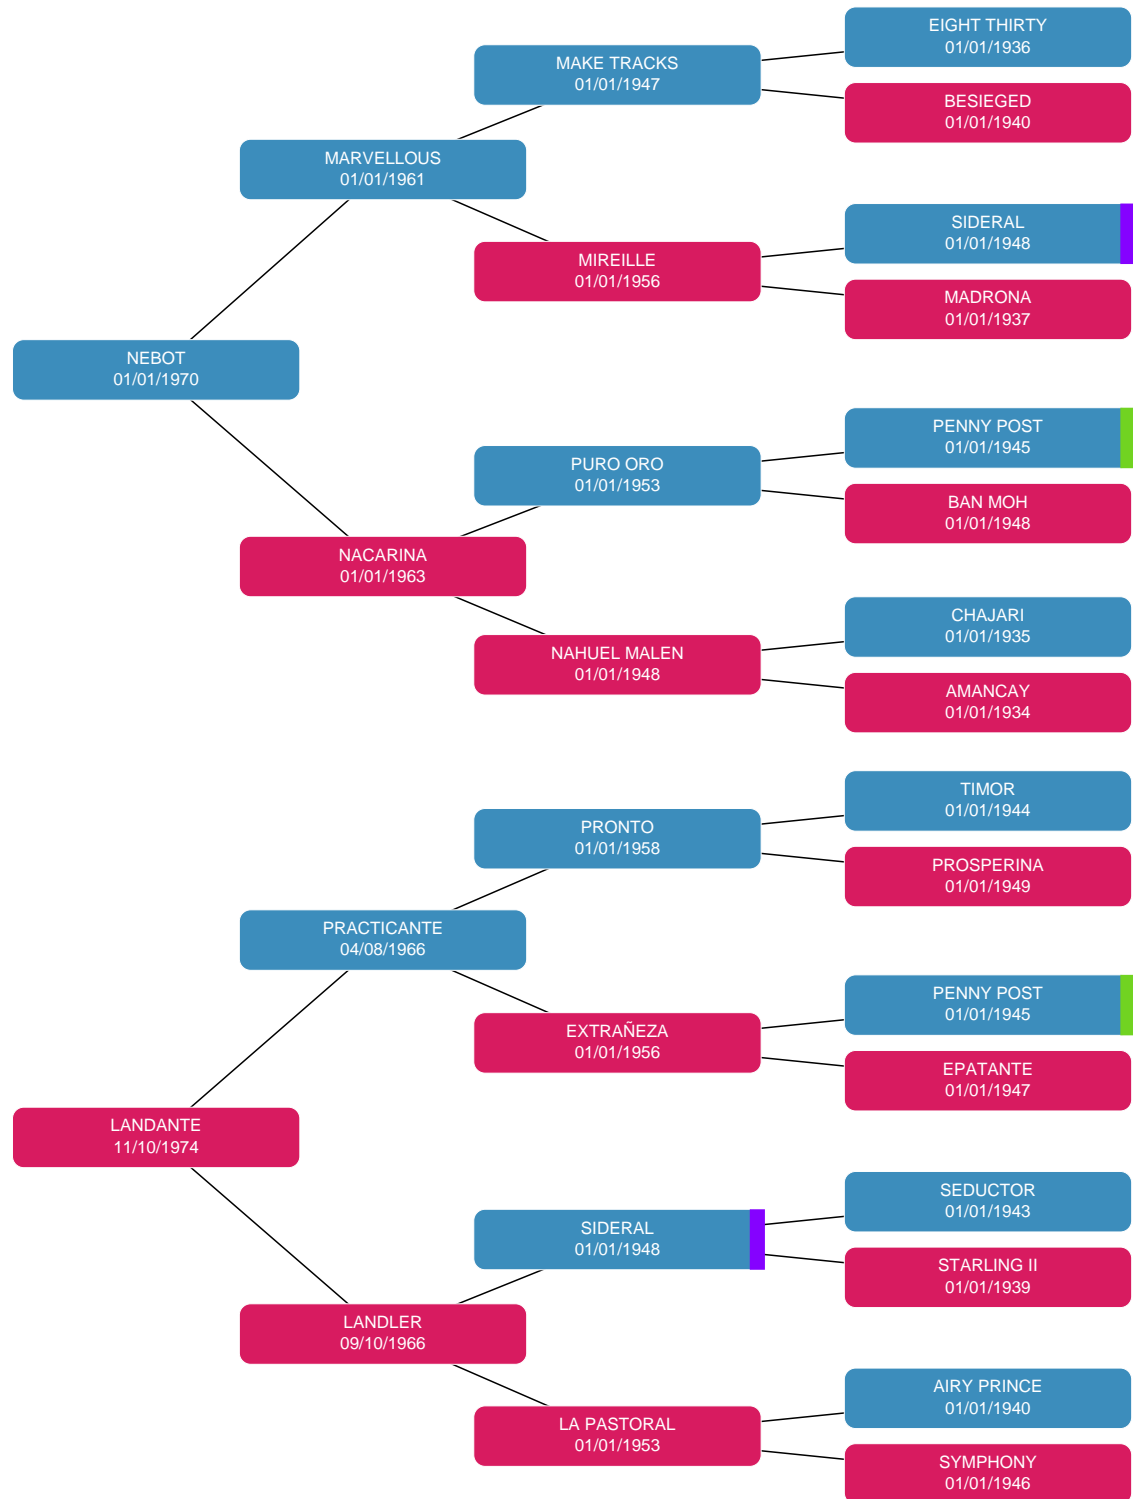 EIGHT THIRTY
01/01/1936
MAKE TRACKS
01/01/1947
BESIEGED
01/01/1940
MARVELLOUS
01/01/1961
SIDERAL
01/01/1948
MIREILLE
01/01/1956
MADRONA
01/01/1937
NEBOT
01/01/1970
PENNY POST
01/01/1945
PURO ORO
01/01/1953
BAN MOH
01/01/1948
NACARINA
01/01/1963
CHAJARI
01/01/1935
NAHUEL MALEN
01/01/1948
AMANCAY
01/01/1934
TIMOR
01/01/1944
PRONTO
01/01/1958
PROSPERINA
01/01/1949
PRACTICANTE
04/08/1966
PENNY POST
01/01/1945
EXTRAÑEZA
01/01/1956
EPATANTE
01/01/1947
LANDANTE
11/10/1974
SEDUCTOR
01/01/1943
SIDERAL
01/01/1948
STARLING II
01/01/1939
LANDLER
09/10/1966
AIRY PRINCE
01/01/1940
LA PASTORAL
01/01/1953
SYMPHONY
01/01/1946